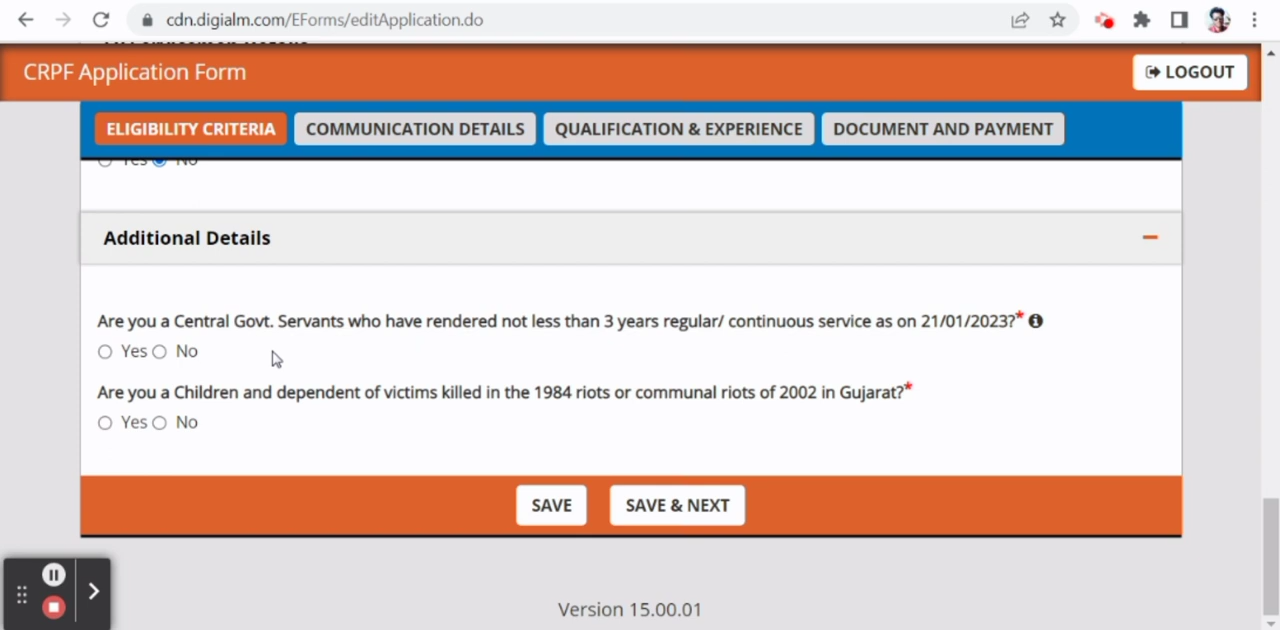 cdn.digialm.com/EForms/editApplication.do
CRPF Application Form
LOGOUT
ELIGIBILITY CRITERIA
COMMUNICATION DETAILS
QUALIFICATION & EXPERIENCE
DOCUMENT AND PAYMENT
Yes No
Additional Details
Are you a Central Govt. Servants who have rendered not less than 3 years regular/ continuous service as on 21/01/2023?*
Yes No
Are you a Children and dependent of victims killed in the 1984 riots or communal riots of 2002 in Gujarat?*
Yes No
SAVE
SAVE & NEXT
Version 15.00.01